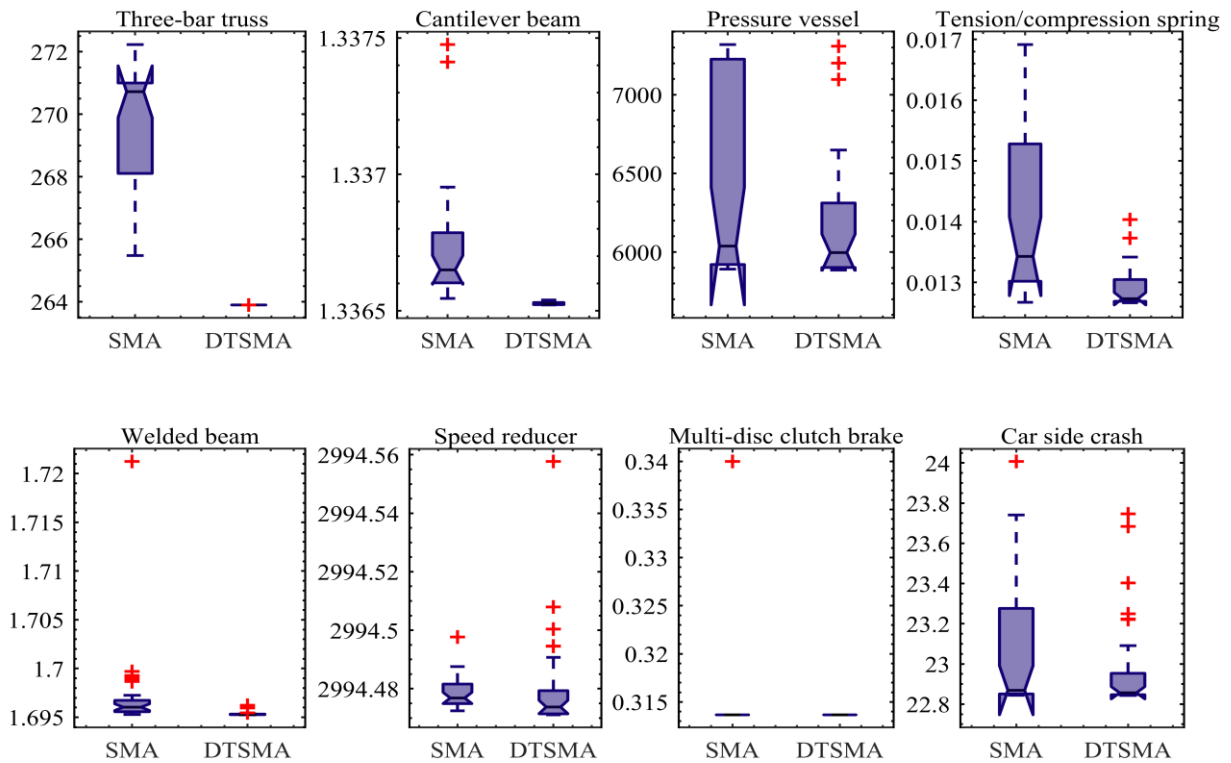 Three-bar truss
272
270
268
266
264
SMA DTSMA
Cantilever beam
1.3375
1.337
1.3365
SMA DTSMA
Pressure vessel
7000
6500
6000
SMA DTSMA
Tension/compression spring
0.017
0.016
0.015
0.014
0.013
SMA DTSMA
Welded beam
1.72
1.715
1.71
1.705
1.7
1.695
SMA DTSMA
Speed reducer
2994.56
2994.54
2994.52
2994.5
2994.48
SMA DTSMA
Multi-disc clutch brake
0.34
0.335
0.33
0.325
0.32
0.315
SMA DTSMA
Car side crash
24
23.8
23.6
23.4
23.2
23
22.8
SMA DTSMA